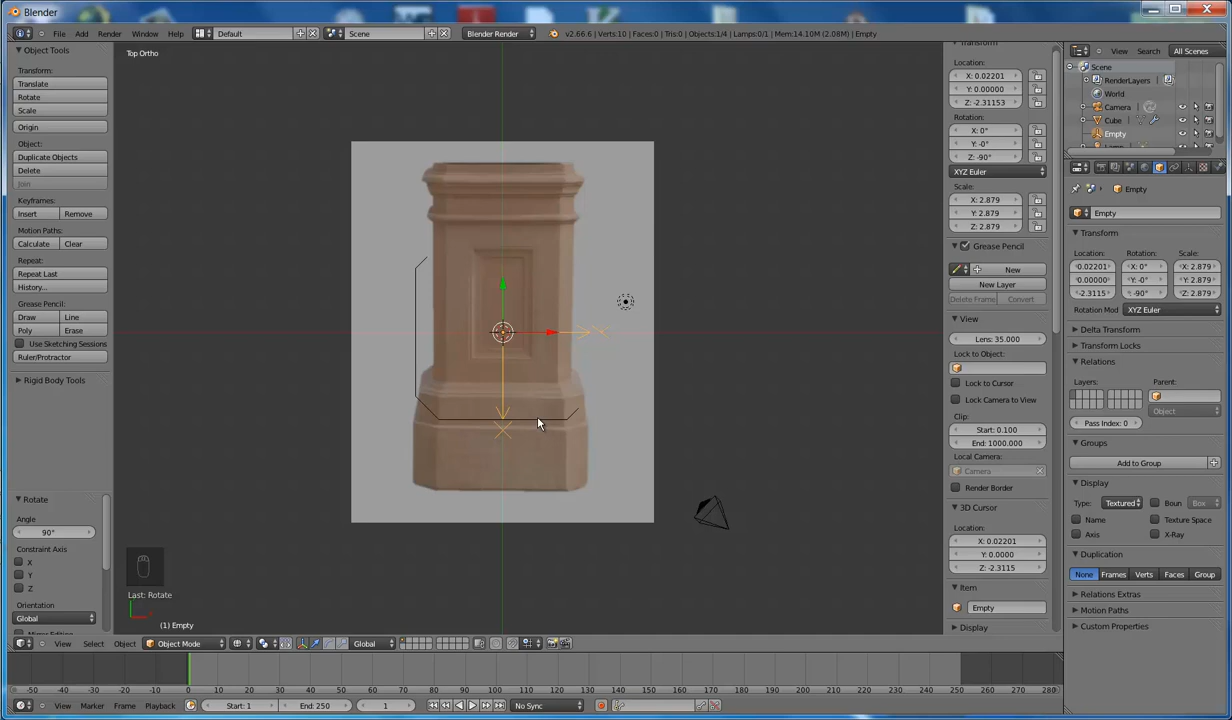 Blender
File Add Render Window Help Default Scene Blender Render v2.66.6 | Verts:10 | Faces:0 | Tris:0 | Objects:1/4 | Lamps:0/1 | Mem:14.10M (2.08M) | Empty
Object Tools
Transform:
Translate
Rotate
Scale
Origin
Object:
Duplicate Objects
Delete
Join
Keyframes:
Insert Remove
Motion Paths:
Calculate Clear
Repeat:
Repeat Last
History...
Grease Pencil:
Draw Line
Poly Erase
Use Sketching Sessions
Ruler/Protractor
Rigid Body Tools
Rotate
Angle
90°
Constraint Axis
X
Y
Z
Orientation
Global
Top Ortho
Last: Rotate
(1) Empty
View Select Object Object Mode Global
Transform
Location:
X: 0.02201
Y: 0.00000
Z: -2.31153
Rotation:
X: 0°
Y: -0°
Z: -90°
XYZ Euler
Scale:
X: 2.879
Y: 2.879
Z: 2.879
Grease Pencil
New
New Layer
Delete Frame Convert
View
Lens: 35.000
Lock to Object:
Lock to Cursor
Lock Camera to View
Clip:
Start: 0.100
End: 1000.000
Local Camera:
Camera
Render Border
3D Cursor
Location:
X: 0.02201
Y: 0.0000
Z: -2.3115
Item
Empty
Display
View Search All Scenes
Scene
RenderLayers
World
Camera
Cube
Empty
Empty
Empty
Transform
Location: Rotation: Scale:
0.02201 X: 0° X: 2.879
0.00000 Y: -0° Y: 2.879
-2.3115 : -90° Z: 2.879
Rotation Mod XYZ Euler
Delta Transform
Transform Locks
Relations
Layers: Parent:
Object
Pass Index: 0
Groups
Add to Group
Display
Type: Textured Boun Box
Name Texture Space
Axis X-Ray
Duplication
None Frames Verts Faces Group
Relations Extras
Motion Paths
Custom Properties
-50 -40 -30 -20 -10 0 10 20 30 40 50 60 70 80 90 100 110 120 130 140 150 160 170 180 190 200 210 220 230 240 250 260 270 280
View Marker Frame Playback Start: 1 End: 250 1 No Sync